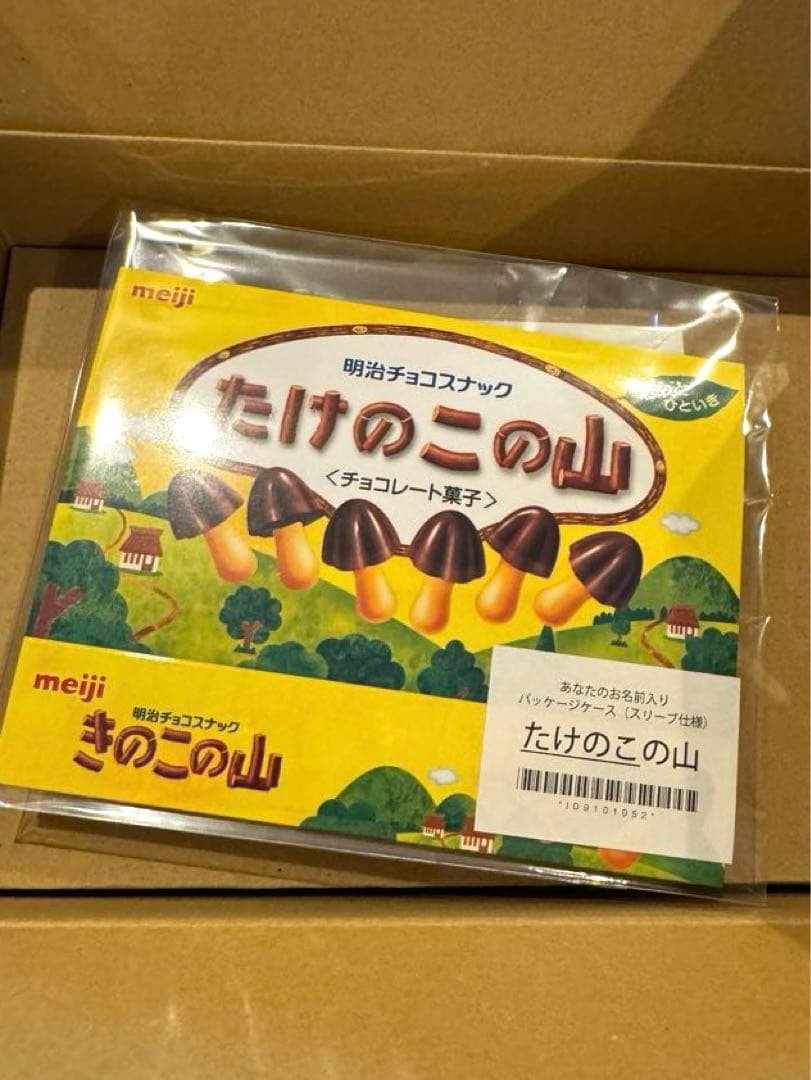 meiji
明治チョコスナック
たけのこの山
〈チョコレート菓子〉
ひといき
meiji
明治チョコスナック
きのこの山
あなたのお名前入り
パッケージケース（スリーブ仕様）
たけのこの山
*ID9101052*